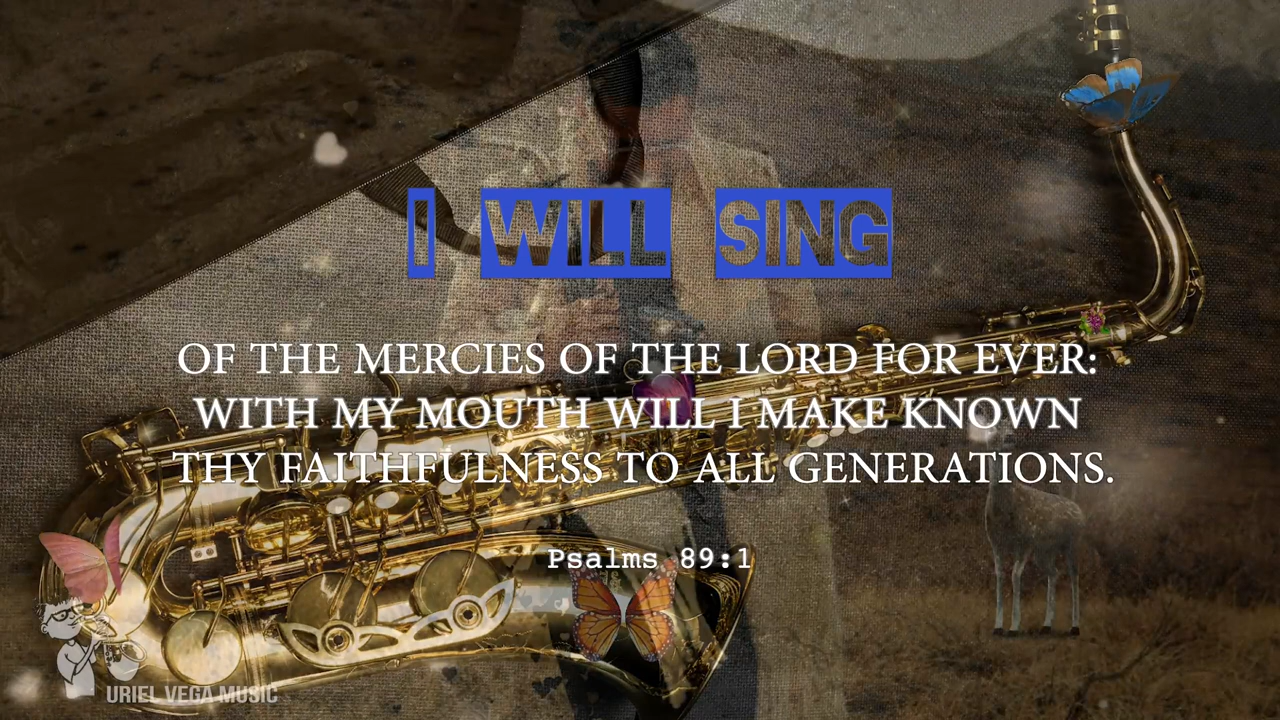 I WILL SING
OF THE MERCIES OF THE LORD FOR EVER:
WITH MY MOUTH WILL I MAKE KNOWN
THY FAITHFULNESS TO ALL GENERATIONS.
Psalms 89:1
URIEL VEGA MUSIC